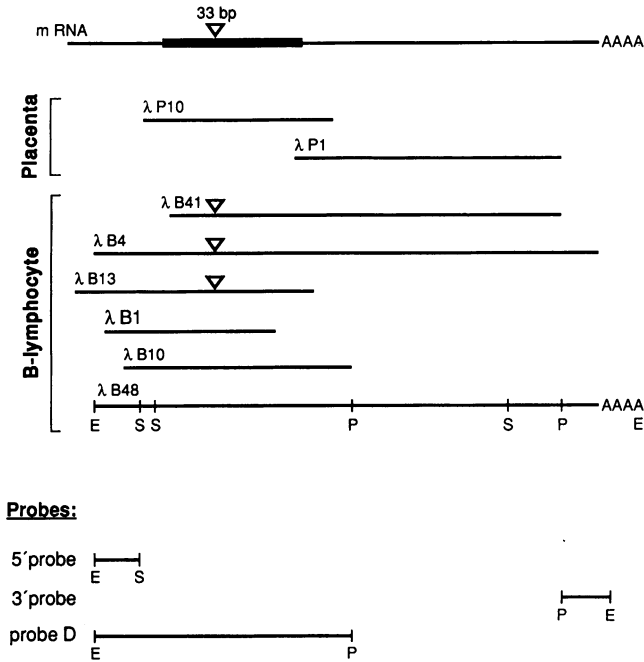 33 bp
m RNA
AAAA
Placenta
λ P10
λ P1
B-lymphocyte
λ B41
λ B4
λ B13
λ B1
λ B10
λ B48
AAAA
E S S P S P E
Probes:
5´probe
E S
3´probe
P E
probe D
E P